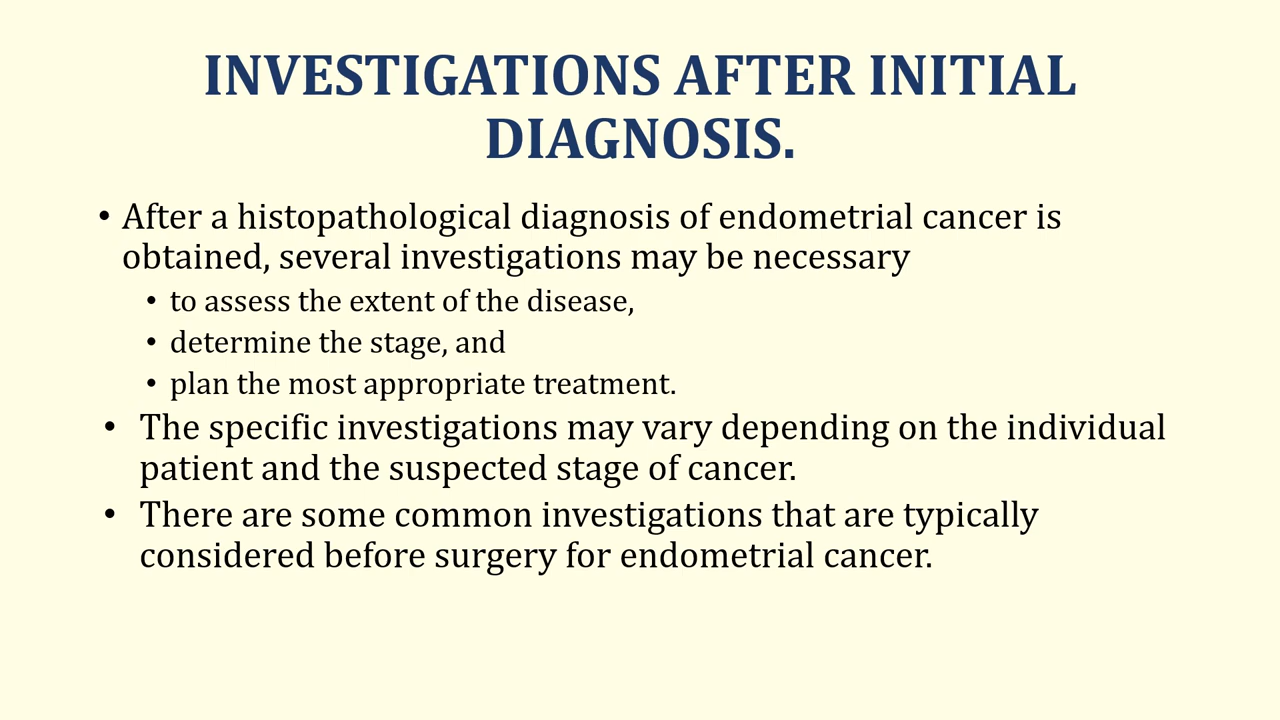 INVESTIGATIONS AFTER INITIAL
DIAGNOSIS.
• After a histopathological diagnosis of endometrial cancer is
obtained, several investigations may be necessary
• to assess the extent of the disease,
• determine the stage, and
• plan the most appropriate treatment.
• The specific investigations may vary depending on the individual
patient and the suspected stage of cancer.
• There are some common investigations that are typically
considered before surgery for endometrial cancer.